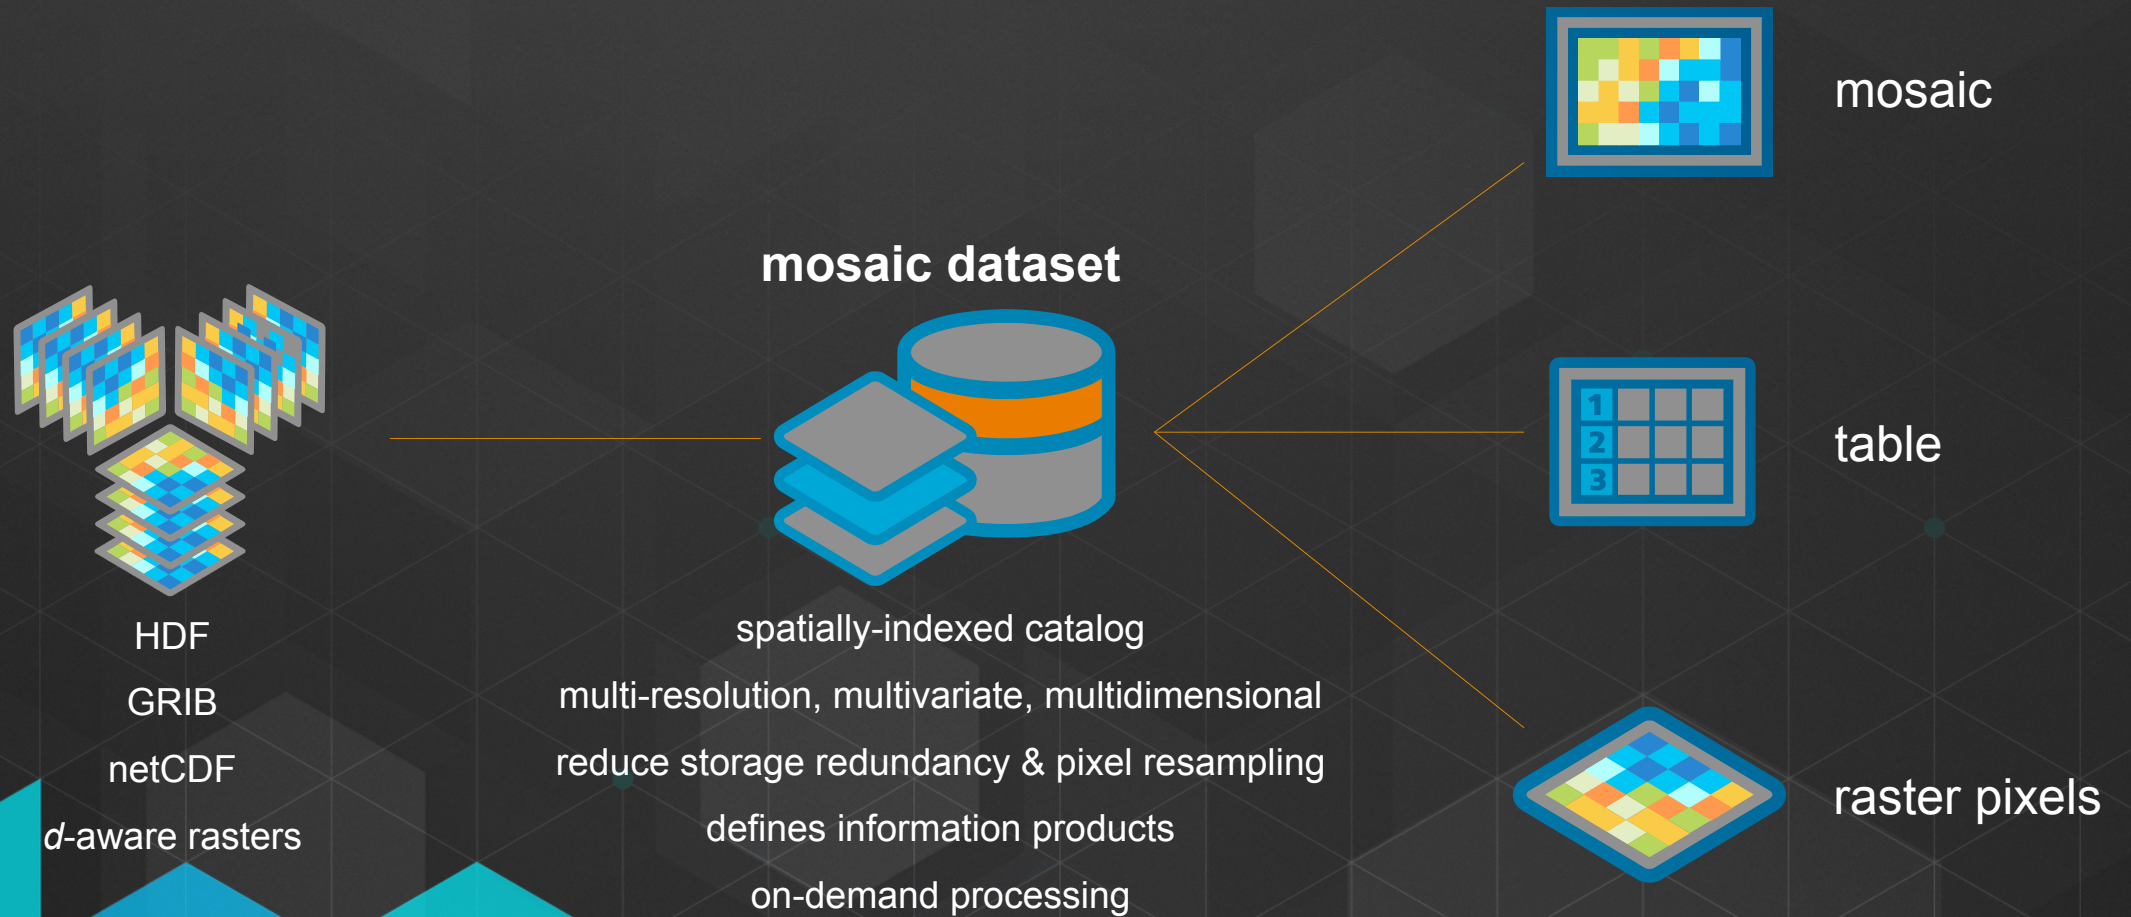 mosaic
mosaic dataset
1
2
3
table
HDF
GRIB
netCDF
d-aware rasters
spatially-indexed catalog
multi-resolution, multivariate, multidimensional
reduce storage redundancy & pixel resampling
defines information products
on-demand processing
raster pixels